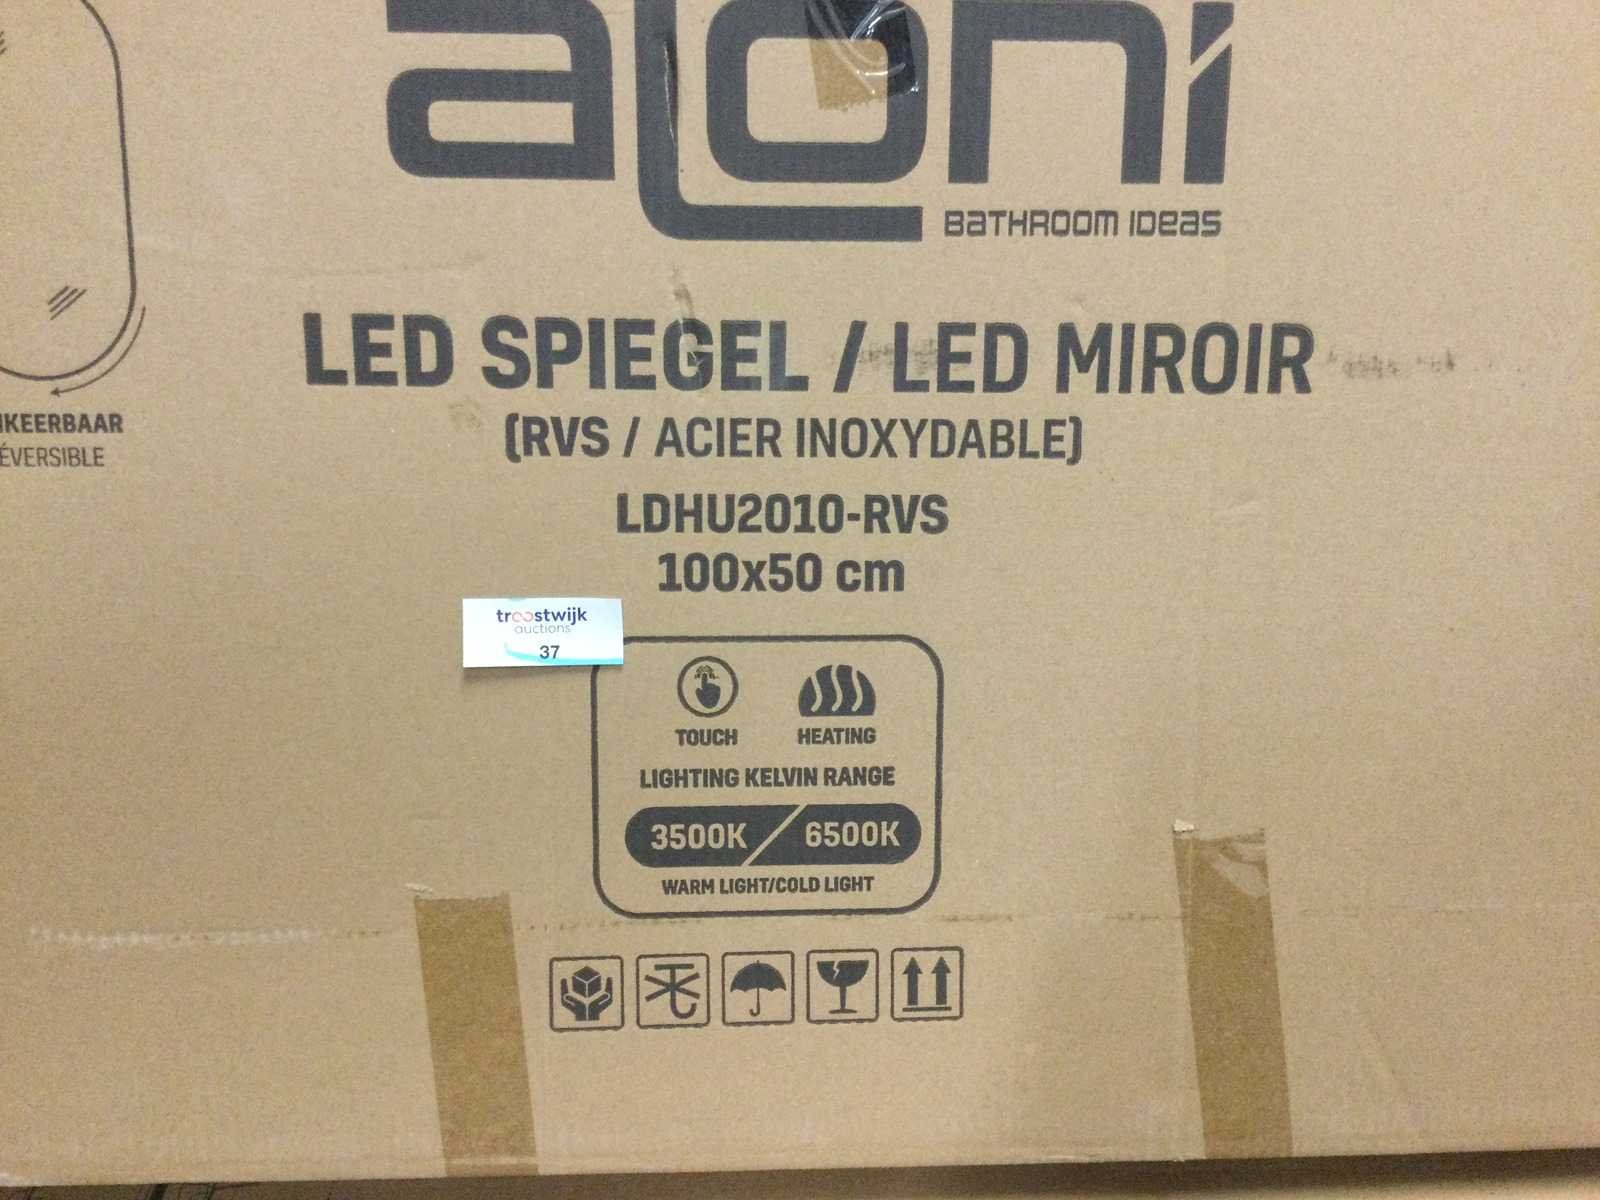 aLoni
BATHROOM IDeas
LED SPIEGEL / LED MIROIR
(RVS / ACIER INOXYDABLE)
LDHU2010-RVS
100x50 cm
KEERBAAR
ÉVERSIBLE
troostwijk
auctions
37
TOUCH
HEATING
LIGHTING KELVIN RANGE
3500K / 6500K
WARM LIGHT/COLD LIGHT